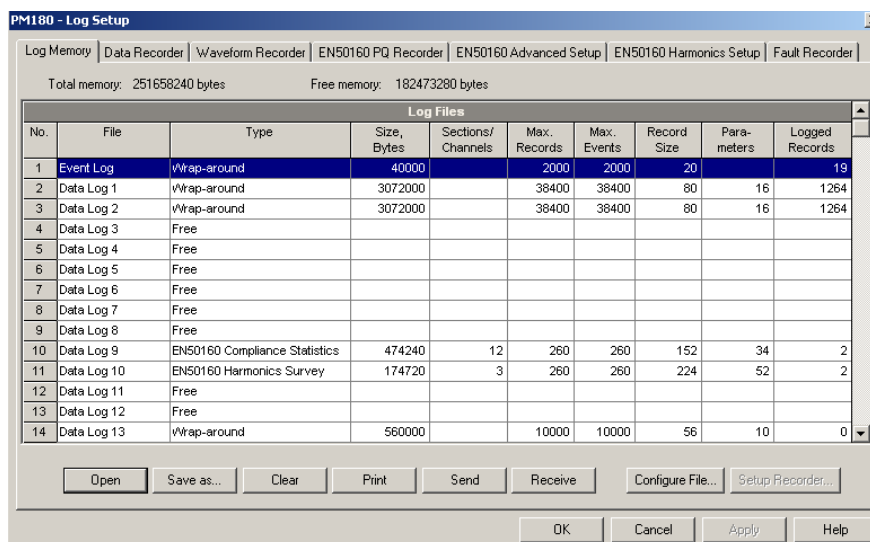 PM180 - Log Setup
Log Memory Data Recorder Waveform Recorder EN50160 PQ Recorder EN50160 Advanced Setup EN50160 Harmonics Setup Fault Recorder
Total memory: 251658240 bytes Free memory: 182473280 bytes
Log Files
No. File Type Size, Bytes Sections/ Channels Max. Records Max. Events Record Size Para- meters Logged Records
1 Event Log Wrap-around 40000 2000 2000 20 19
2 Data Log 1 Wrap-around 3072000 38400 38400 80 16 1264
3 Data Log 2 Wrap-around 3072000 38400 38400 80 16 1264
4 Data Log 3 Free
5 Data Log 4 Free
6 Data Log 5 Free
7 Data Log 6 Free
8 Data Log 7 Free
9 Data Log 8 Free
10 Data Log 9 EN50160 Compliance Statistics 474240 12 260 260 152 34 2
11 Data Log 10 EN50160 Harmonics Survey 174720 3 260 260 224 52 2
12 Data Log 11 Free
13 Data Log 12 Free
14 Data Log 13 Wrap-around 560000 10000 10000 56 10 0
Open Save as... Clear Print Send Receive Configure File... Setup Recorder...
OK Cancel Apply Help